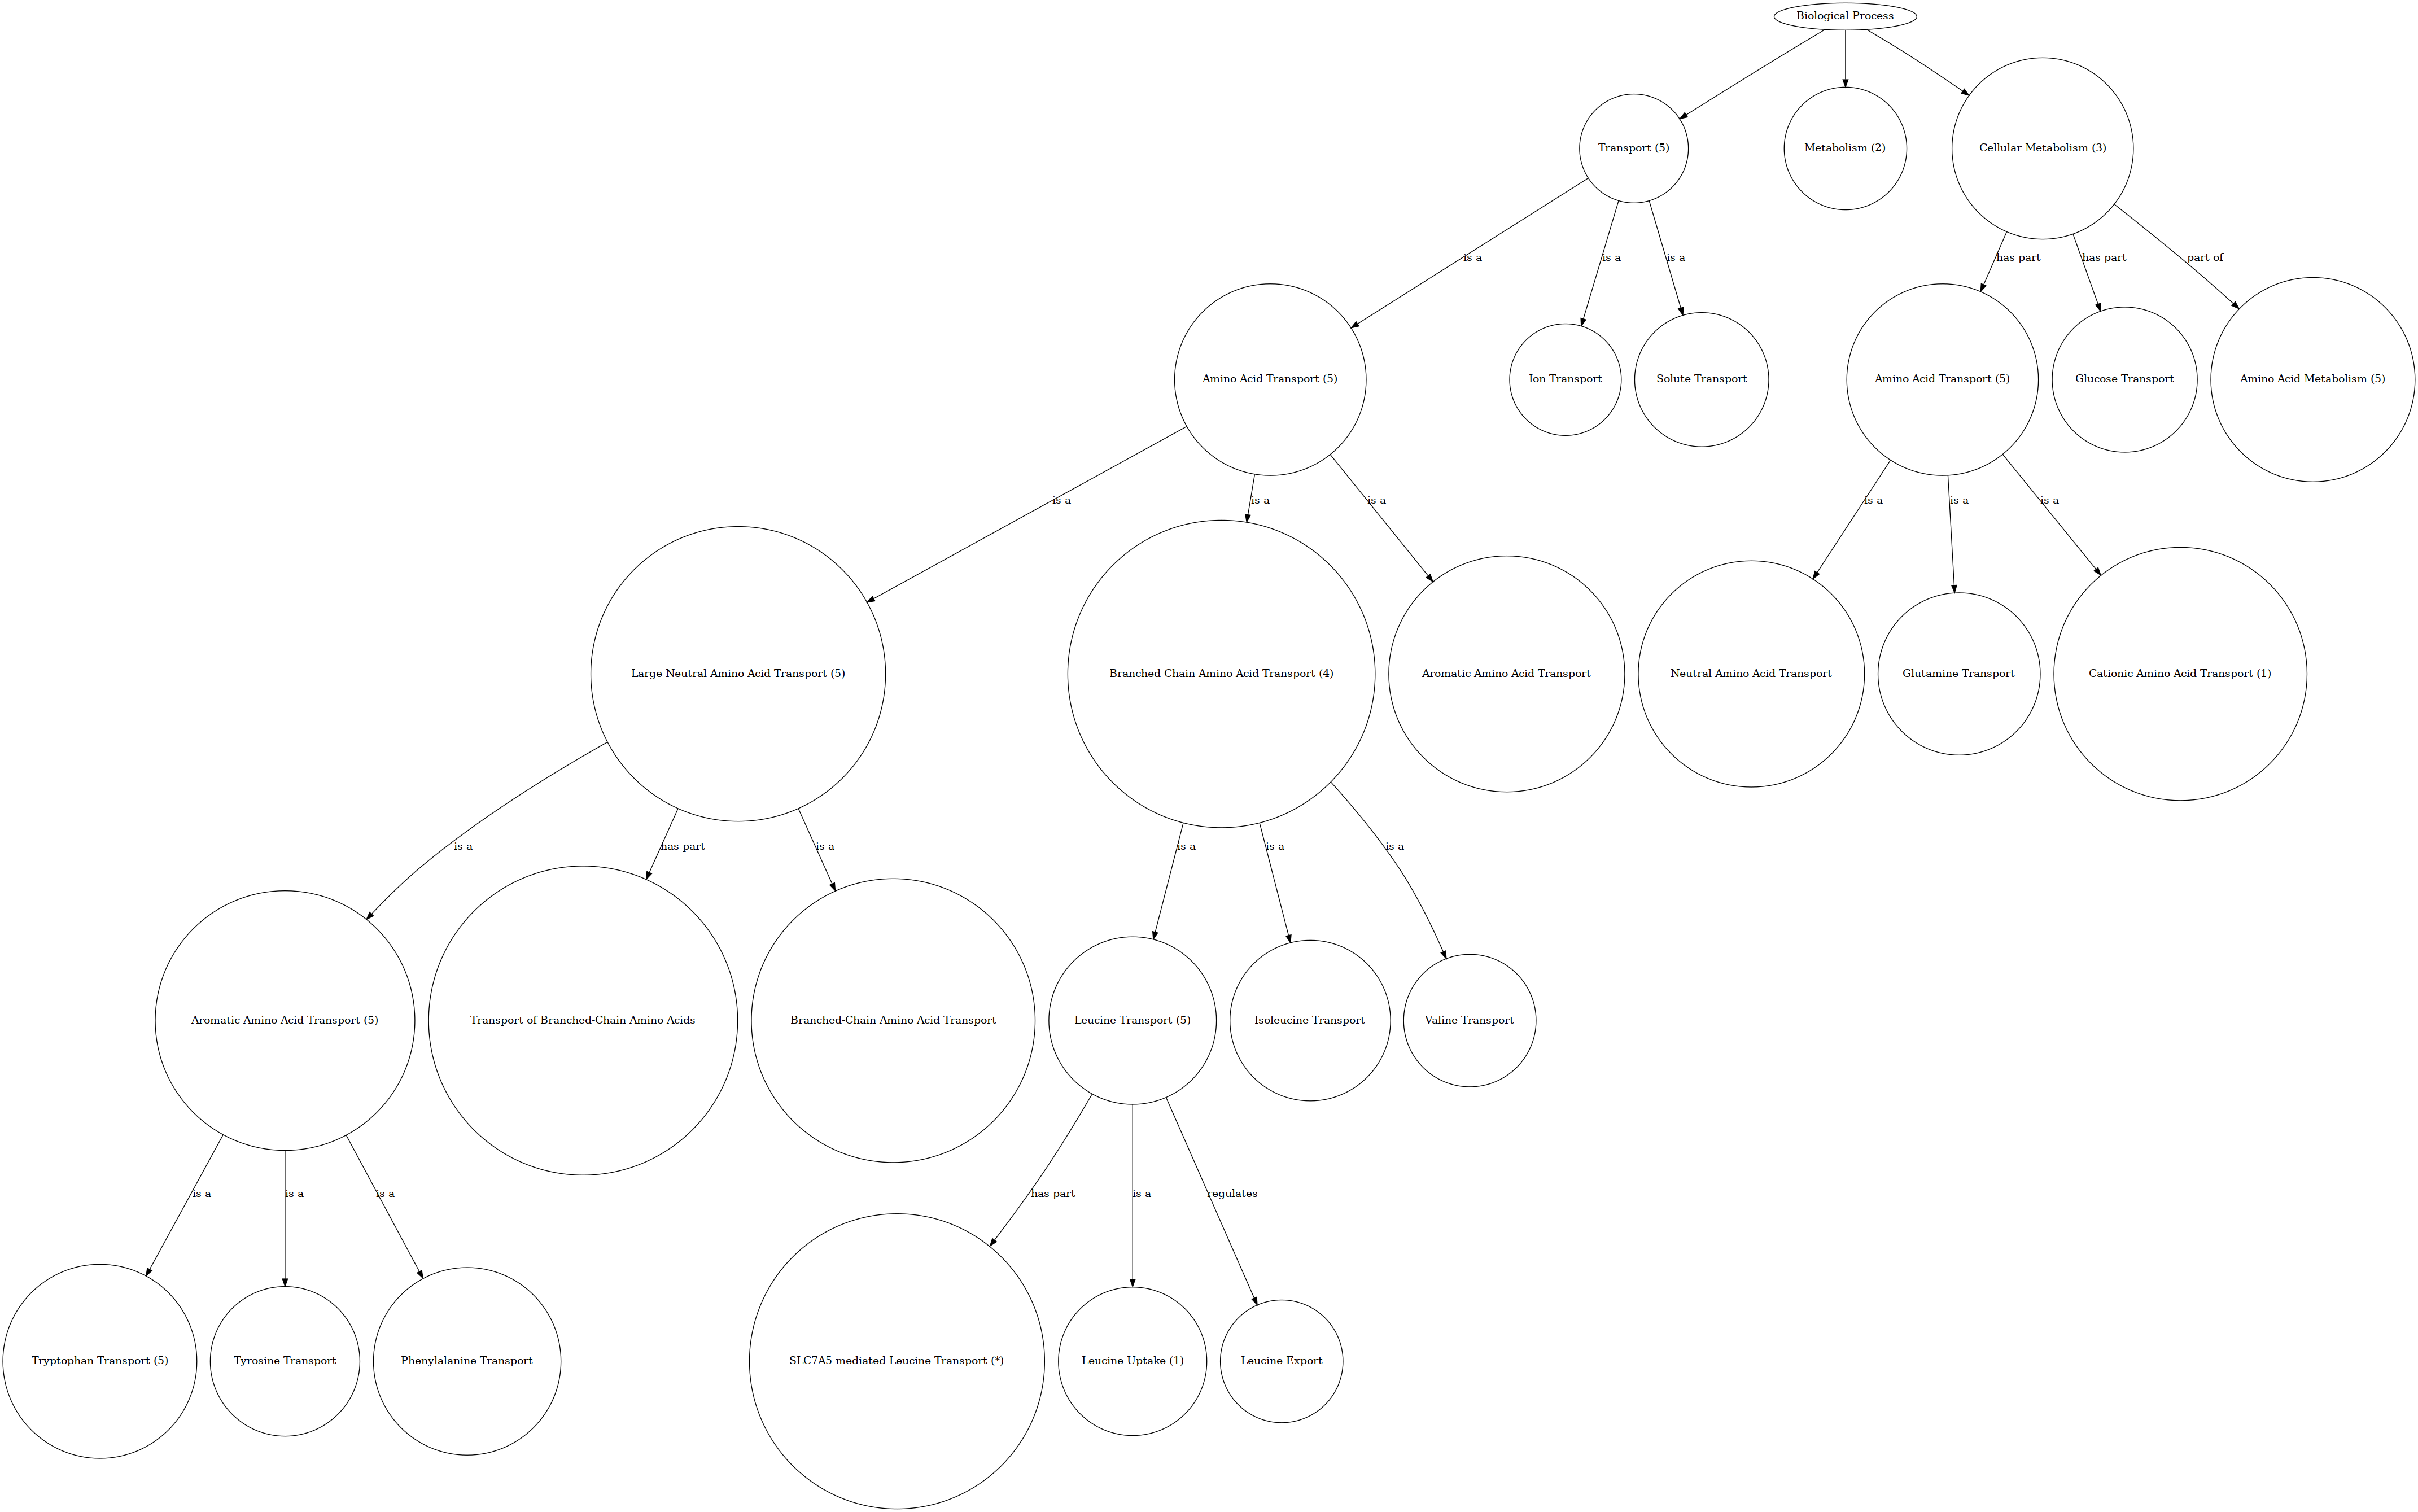 Biological Process
Transport (5)
Metabolism (2)
Cellular Metabolism (3)
is a
is a
is a
has part
has part
part of
Amino Acid Transport (5)
Ion Transport
Solute Transport
Amino Acid Transport (5)
Glucose Transport
Amino Acid Metabolism (5)
is a
is a
is a
is a
is a
is a
Large Neutral Amino Acid Transport (5)
Branched-Chain Amino Acid Transport (4)
Aromatic Amino Acid Transport
Neutral Amino Acid Transport
Glutamine Transport
Cationic Amino Acid Transport (1)
is a
has part
is a
is a
is a
is a
Aromatic Amino Acid Transport (5)
Transport of Branched-Chain Amino Acids
Branched-Chain Amino Acid Transport
Leucine Transport (5)
Isoleucine Transport
Valine Transport
is a
is a
is a
has part
is a
regulates
Tryptophan Transport (5)
Tyrosine Transport
Phenylalanine Transport
SLC7A5-mediated Leucine Transport (*)
Leucine Uptake (1)
Leucine Export